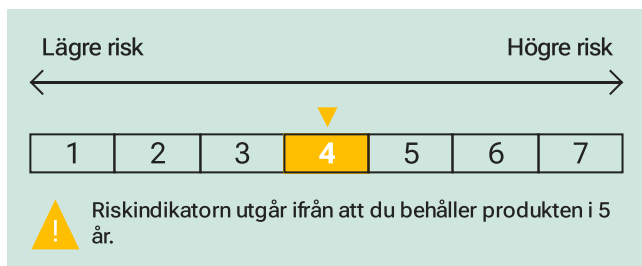 Lägre risk Högre risk
1 2 3 4 5 6 7
! Riskindikatorn utgår ifrån att du behåller produkten i 5
år.